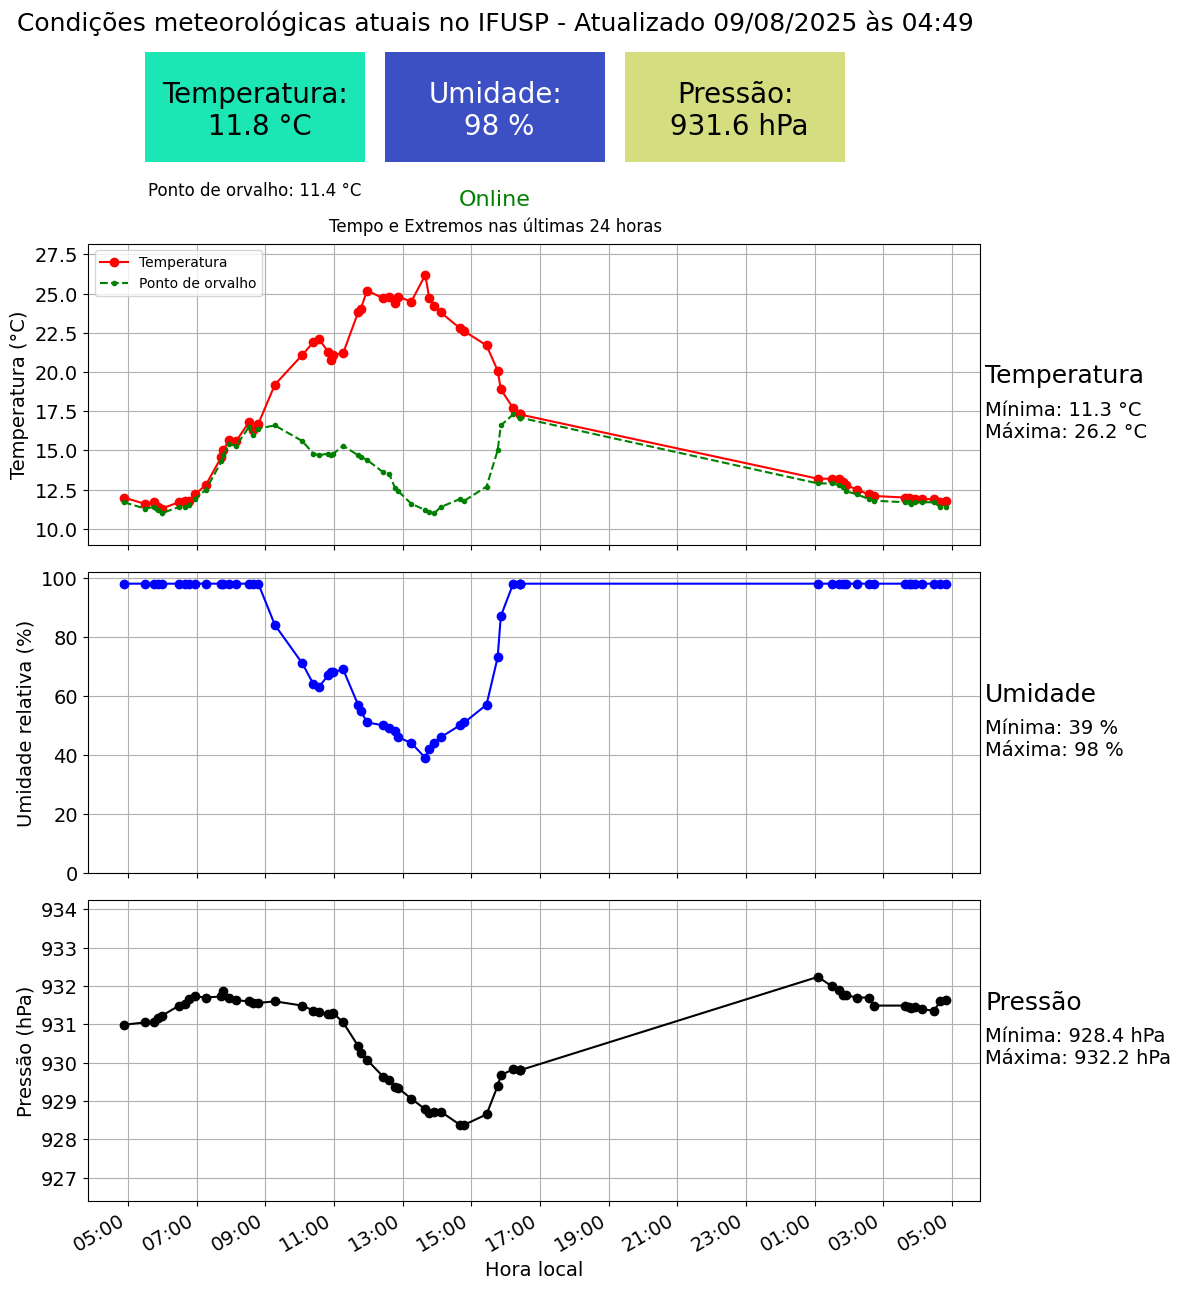 Condições meteorológicas atuais no IFUSP - Atualizado 09/08/2025 às 04:49
Temperatura:
11.8 °C
Umidade:
98 %
Pressão:
931.6 hPa
Ponto de orvalho: 11.4 °C
Online
Tempo e Extremos nas últimas 24 horas
Temperatura
Ponto de orvalho
Temperatura (°C)
27.5
25.0
22.5
20.0
17.5
15.0
12.5
10.0
Temperatura
Mínima: 11.3 °C
Máxima: 26.2 °C
Umidade relativa (%)
100
80
60
40
20
0
Umidade
Mínima: 39 %
Máxima: 98 %
Pressão (hPa)
934
933
932
931
930
929
928
927
Pressão
Mínima: 928.4 hPa
Máxima: 932.2 hPa
05:00 07:00 09:00 11:00 13:00 15:00 17:00 19:00 21:00 23:00 01:00 03:00 05:00
Hora local